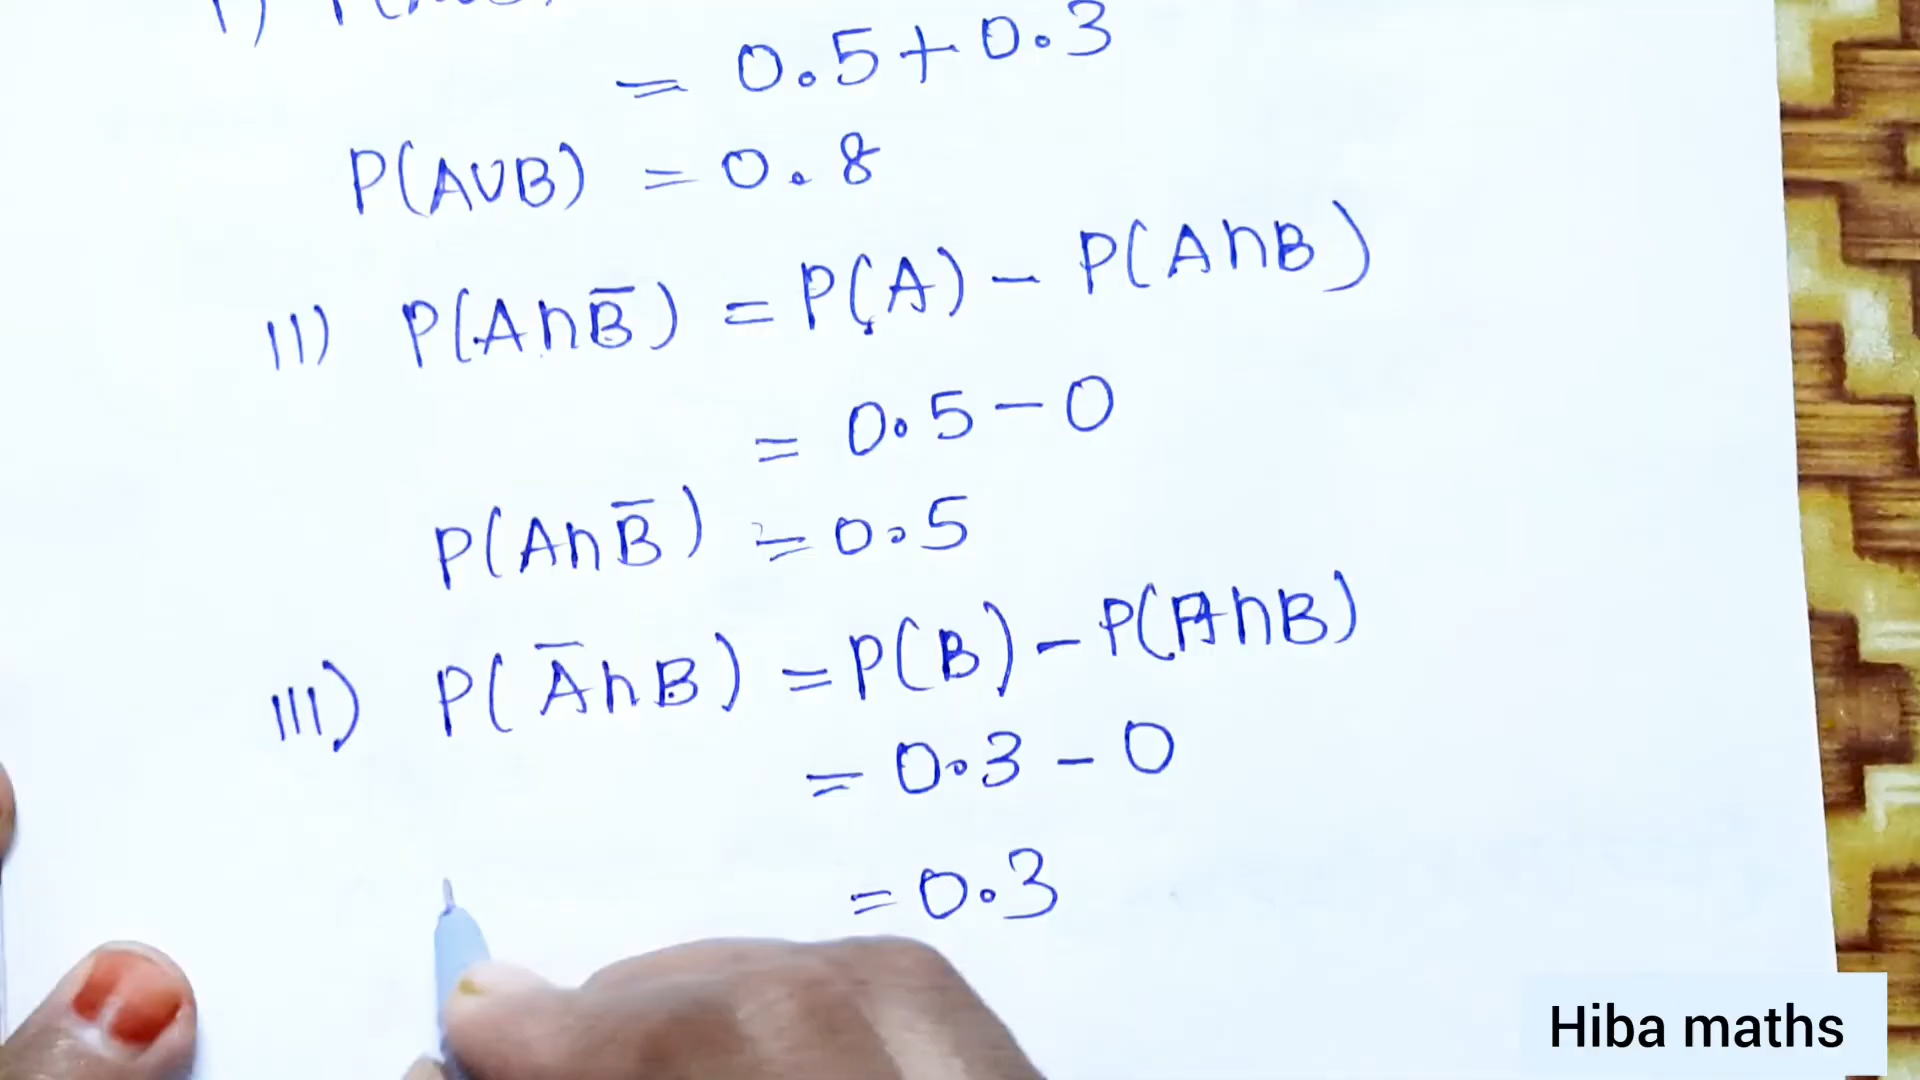 = 0.5 + 0.3
P(A∪B) = 0.8
II) P(A∩B̅) = P(A) - P(A∩B)
= 0.5 - 0
P(A∩B̅) = 0.5
III) P(A̅∩B) = P(B) - P(A∩B)
= 0.3 - 0
= 0.3
Hiba maths